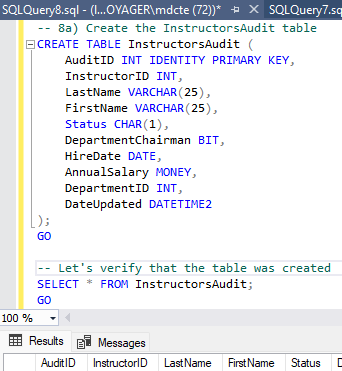 SQLQuery8.sql - (l...OYAGER\mdcte (72))* SQLQuery7.sq
-- 8a) Create the InstructorsAudit table
CREATE TABLE InstructorsAudit (
AuditID INT IDENTITY PRIMARY KEY,
InstructorID INT,
LastName VARCHAR(25),
FirstName VARCHAR(25),
Status CHAR(1),
DepartmentChairman BIT,
HireDate DATE,
AnnualSalary MONEY,
DepartmentID INT,
DateUpdated DATETIME2
);
GO
-- Let's verify that the table was created
SELECT * FROM InstructorsAudit;
GO
100 %
Results Messages
AuditID InstructorID LastName FirstName Status D